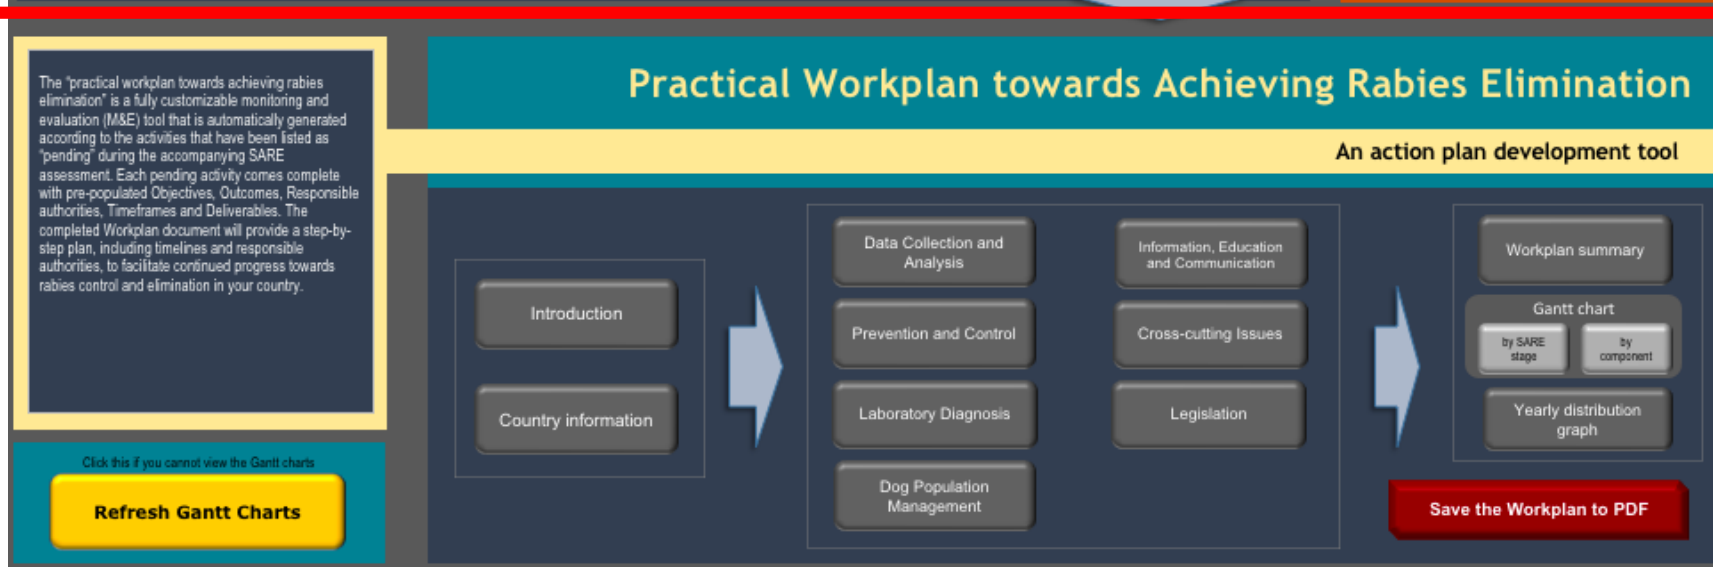 The "practical workplan towards achieving rabies
elimination" is a fully customizable monitoring and
evaluation (M&E) tool that is automatically generated
according to the activities that have been listed as
"pending" during the accompanying SARE
assessment. Each pending activity comes complete
with pre-populated Objectives, Outcomes, Responsible
authorities, Timeframes and Deliverables. The
completed Workplan document will provide a step-by-
step plan, including timelines and responsible
authorities, to facilitate continued progress towards
rabies control and elimination in your country.
Click this if you cannot view the Gantt charts
Refresh Gantt Charts
Practical Workplan towards Achieving Rabies Elimination
An action plan development tool
Introduction
Country information
Data Collection and
Analysis
Prevention and Control
Laboratory Diagnosis
Dog Population
Management
Information, Education
and Communication
Cross-cutting Issues
Legislation
Workplan summary
Gantt chart
by SARE
stage
by
component
Yearly distribution
graph
Save the Workplan to PDF